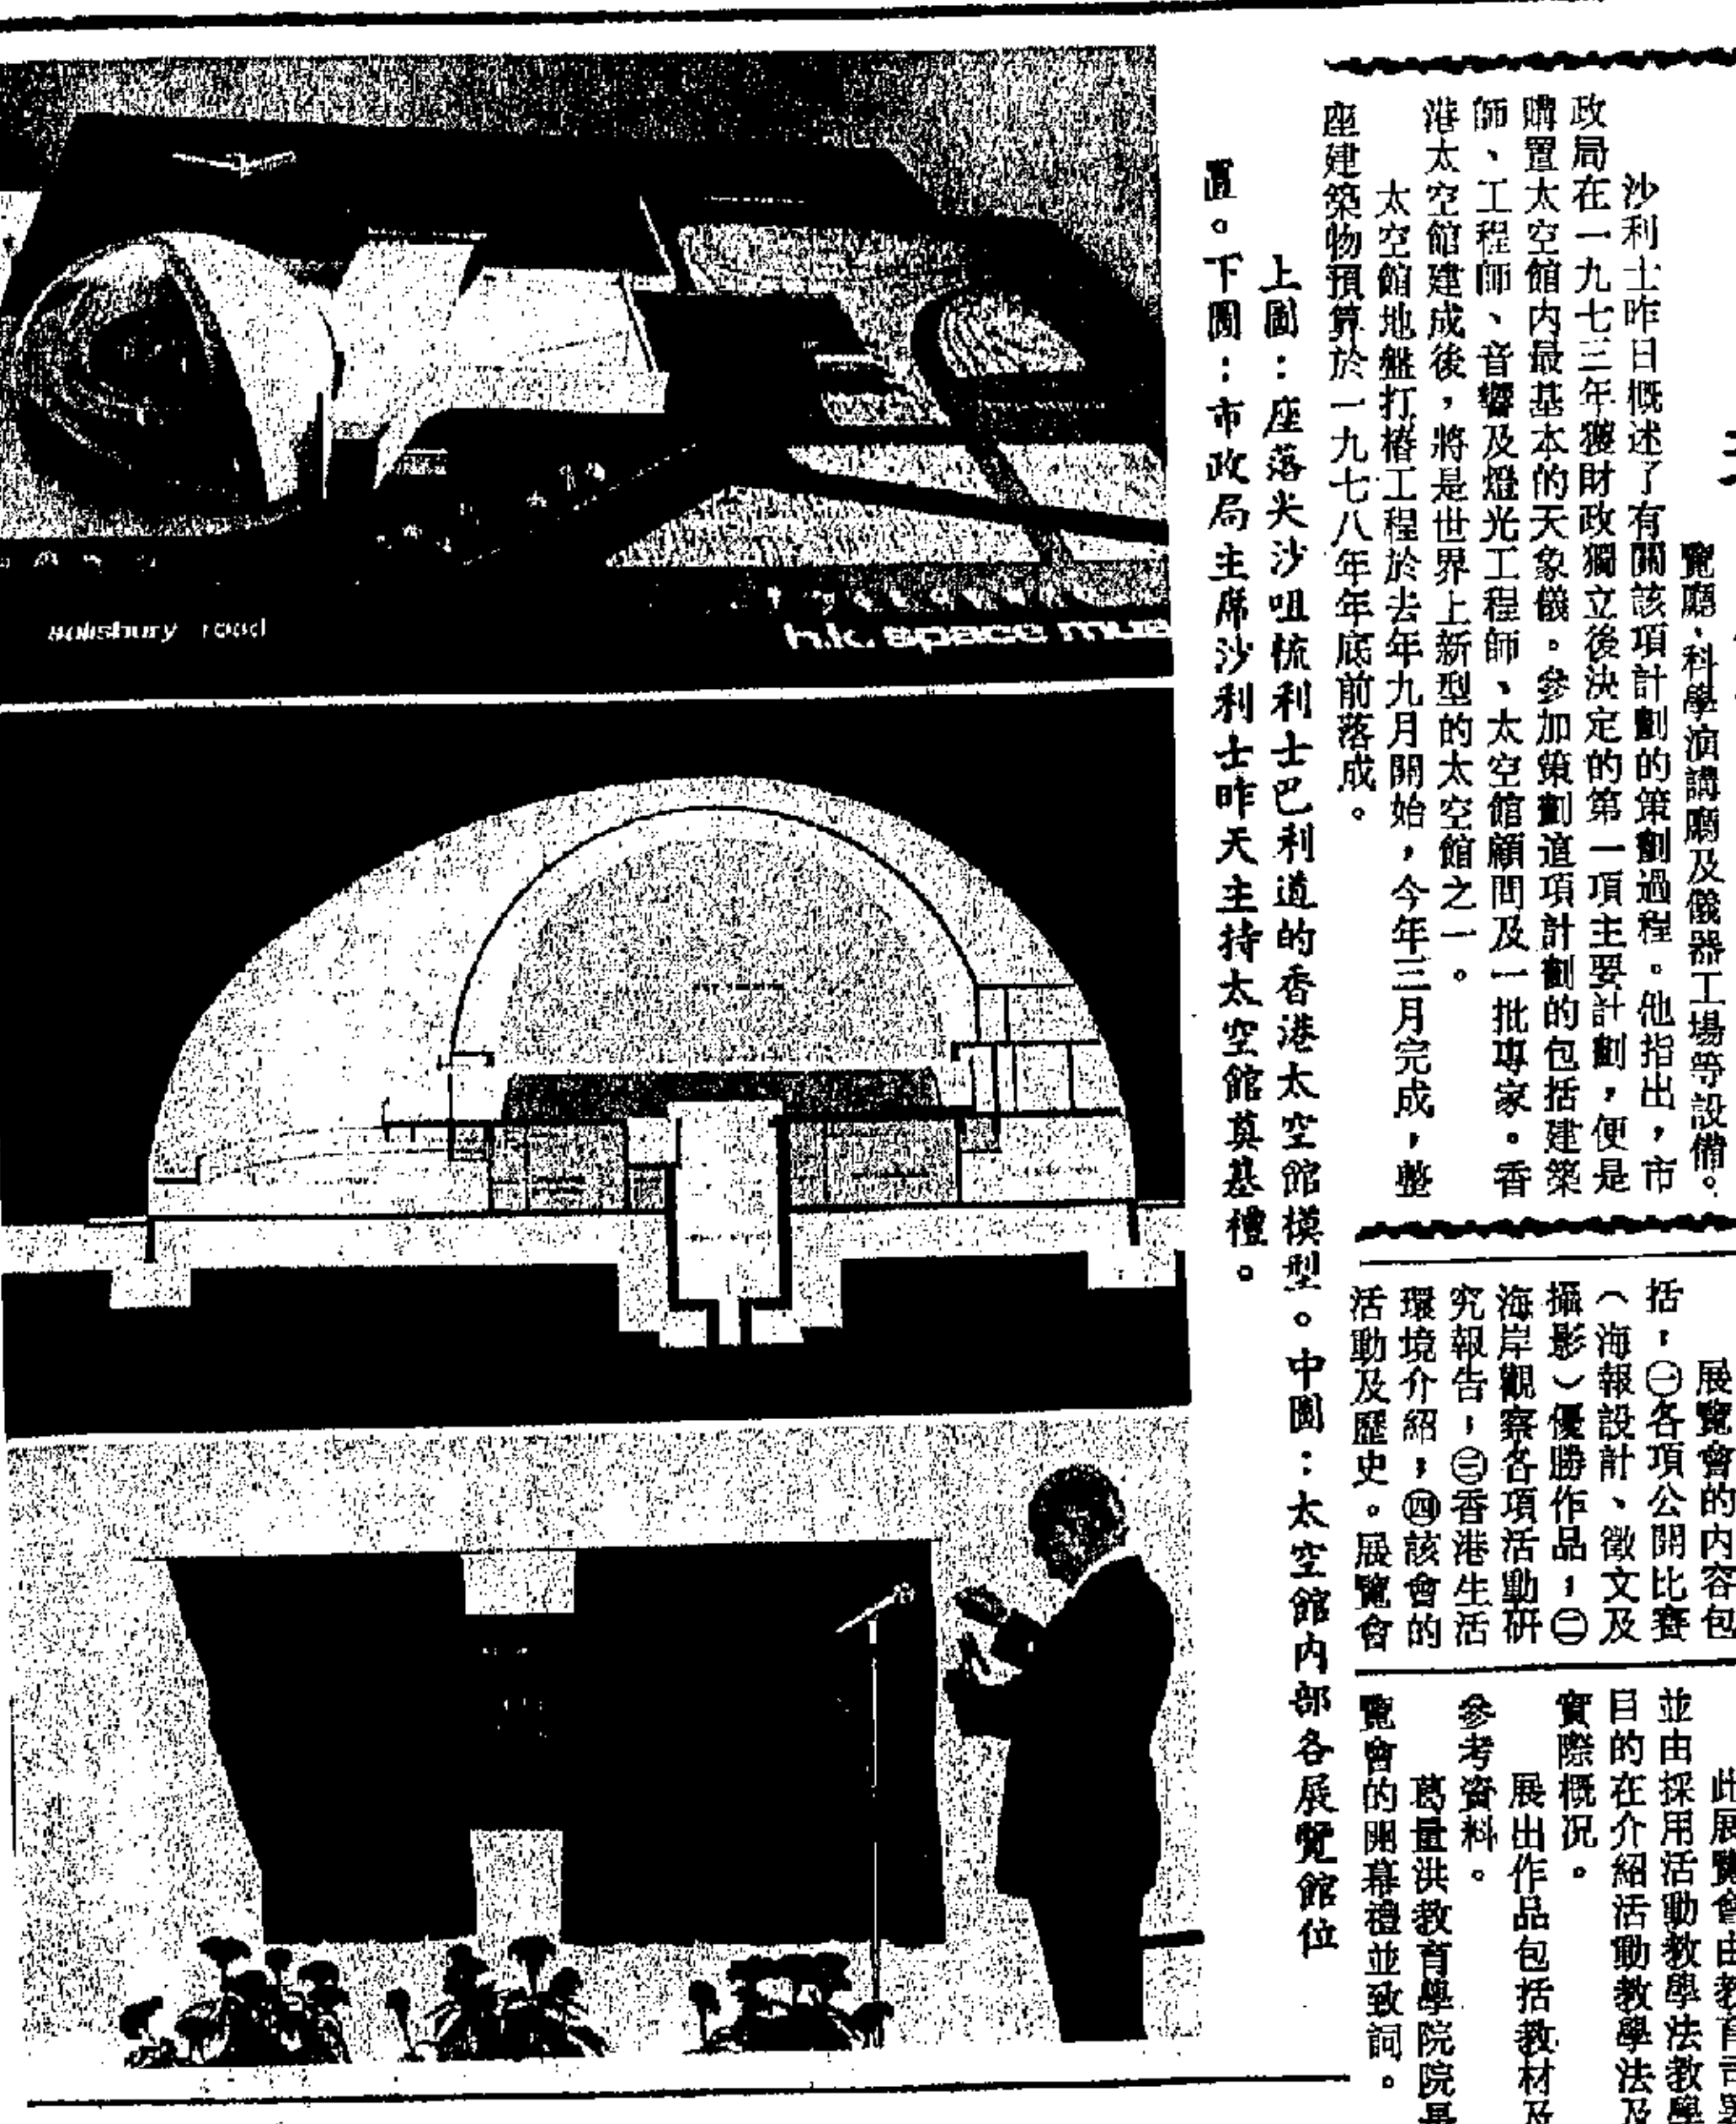 覽廳、科學演講廳及儀器工場等設備。
沙利士昨日概述了有關該項計劃的策劃過程。他指出，市
政局在一九七三年獲財政獨立後決定的第一項主要計劃，便是
購置太空館內最基本的天象儀。參加策劃這項計劃的包括建築
師、工程師、音響及燈光工程師、太空館顧問及一批專家。香
港太空館建成後，將是世界上新型的太空館之一。
太空館地盤打樁工程於去年九月開始，今年三月完成，整
座建築物預算於一九七八年年底前落成。
上圖：座落尖沙咀梳利士巴利道的香港太空館模型。中圖：太空館內部各展覽館位
置。下圖：市政局主席沙利士昨天主持太空館奠基禮。
salisbury road
h.k. space mus
展覽會的內容包
括，㊀各項公開比賽
（海報設計、徵文及
攝影）優勝作品，㊁
海岸觀察各項活動研
究報告，㊂香港生活
環境介紹，㊃該會的
活動及歷史。展覽會
此展覽會由教育司署
並由採用活動教學法教學
目的在介紹活動教學法及
實際概況。
展出作品包括教材及
參考資料。
葛量洪教育學院院長
覽會的開幕禮並致詞。